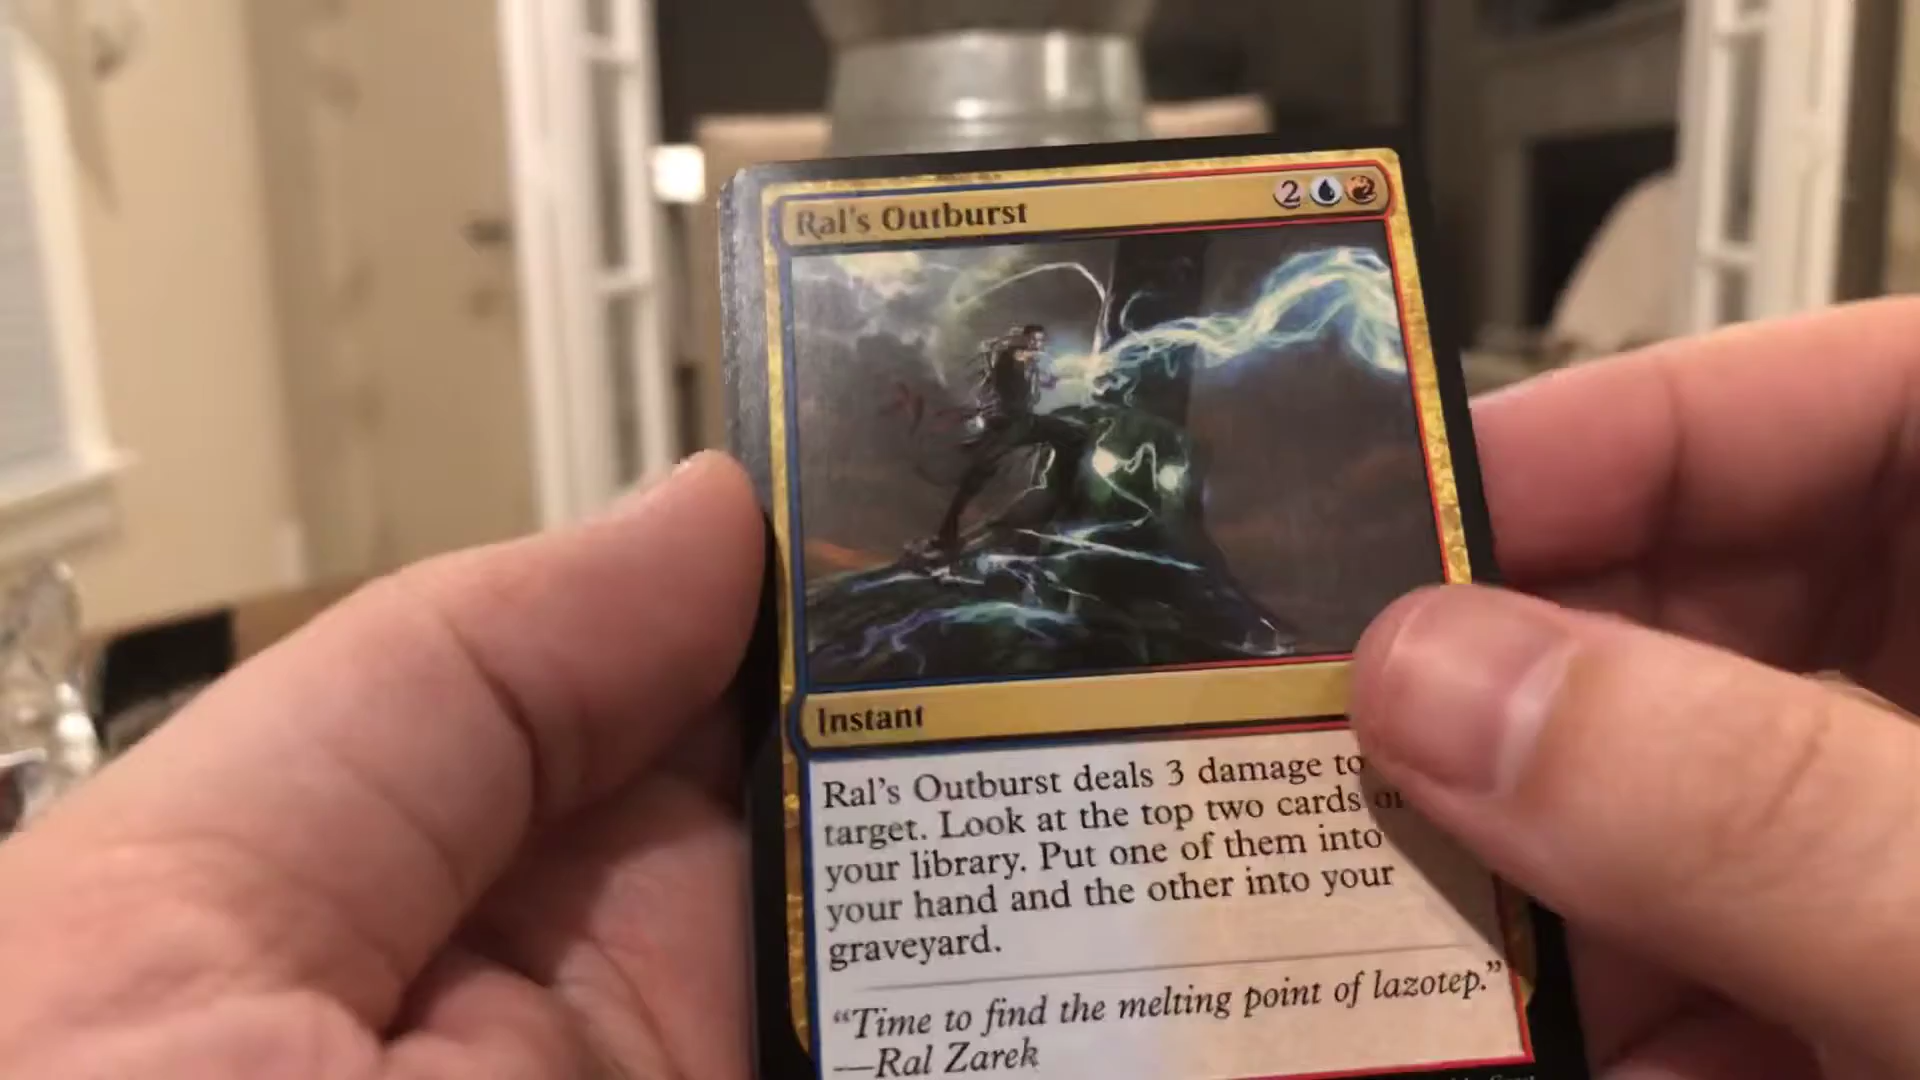 Ral's Outburst 2
Instant
Ral's Outburst deals 3 damage to
target. Look at the top two cards
your library. Put one of them into
your hand and the other into your
graveyard.
“Time to find the melting point of lazotep.”
—Ral Zarek